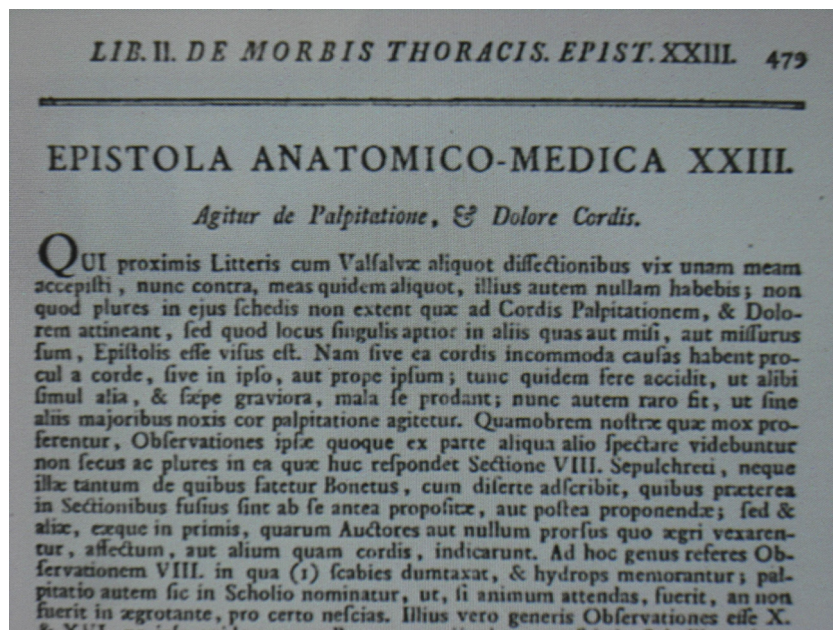 LIB. II. DE MORBIS THORACIS. EPIST. XXIII. 479
EPISTOLA ANATOMICO-MEDICA XXIII.
Agitur de Palpitatione, & Dolore Cordis.
QUI proximis Litteris cum Valſalvæ aliquot diſſectionibus vix unam meam
accepiſti, nunc contra, meas quidem aliquot, illius autem nullam habebis; non
quod plures in ejus ſchedis non extent quæ ad Cordis Palpitationem, & Dolo-
rem attineant, ſed quod locus ſingulis aptior in aliis quas aut miſi, aut miſſurus
ſum, Epiſtolis eſſe viſus eſt. Nam ſive ea cordis incommoda cauſas habent pro-
cul a corde, ſive in ipſo, aut prope ipſum; tunc quidem fere accidit, ut alibi
ſimul alia, & ſæpe graviora, mala ſe prodant; nunc autem raro fit, ut ſine
aliis majoribus noxis cor palpitatione agitetur. Quamobrem noſtræ quæ mox pro-
ferentur, Obſervationes ipſæ quoque ex parte aliqua alio ſpectare videbuntur
non ſecus ac plures in ea quæ huc reſpondet Sectione VIII. Sepulchreti, neque
illæ tantum de quibus fatetur Bonetus, cum diſerte adſcribit, quibus præterea
in Sectionibus fuſius ſint ab ſe antea propoſitæ, aut poſtea proponendæ; ſed &
aliæ, eæque in primis, quarum Auctores aut nullum prorſus quo ægri vexaren-
tur, affectum, aut alium quam cordis, indicarunt. Ad hoc genus referes Ob-
ſervationem VIII. in qua (1) ſcabies dumtaxat, & hydrops memorantur; pal-
pitatio autem ſic in Scholio nominatur, ut, ſi animum attendas, fuerit, an non
fuerit in ægrotante, pro certo neſcias. Illius vero generis Obſervationes eſſe X.
& XVI.